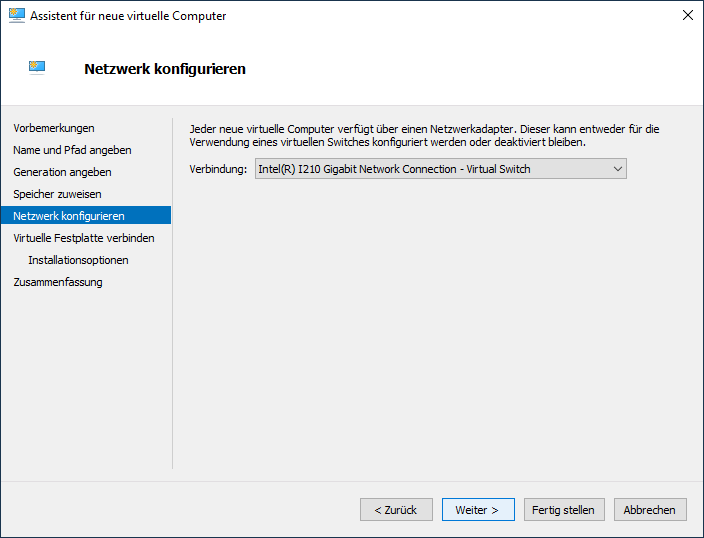 Assistent für neue virtuelle Computer
Netzwerk konfigurieren
Vorbemerkungen
Name und Pfad angeben
Generation angeben
Speicher zuweisen
Netzwerk konfigurieren
Virtuelle Festplatte verbinden
Installationsoptionen
Zusammenfassung
Jeder neue virtuelle Computer verfügt über einen Netzwerkadapter. Dieser kann entweder für die
Verwendung eines virtuellen Switches konfiguriert werden oder deaktiviert bleiben.
Verbindung: Intel(R) I210 Gigabit Network Connection - Virtual Switch
< Zurück Weiter > Fertig stellen Abbrechen